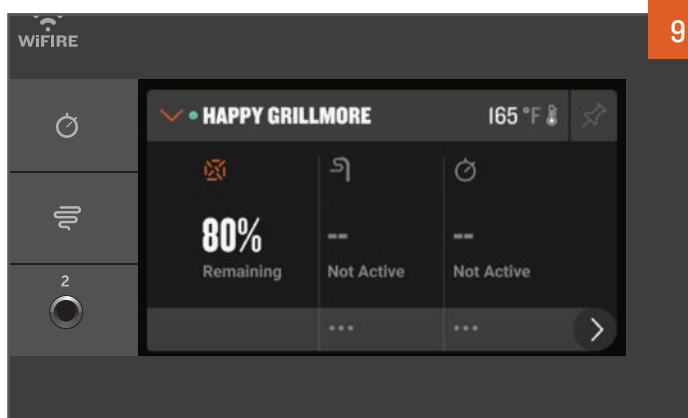 9
WiFIRE
HAPPY GRILLMORE 165 °F
80% -- --
Remaining Not Active Not Active
2
... ...